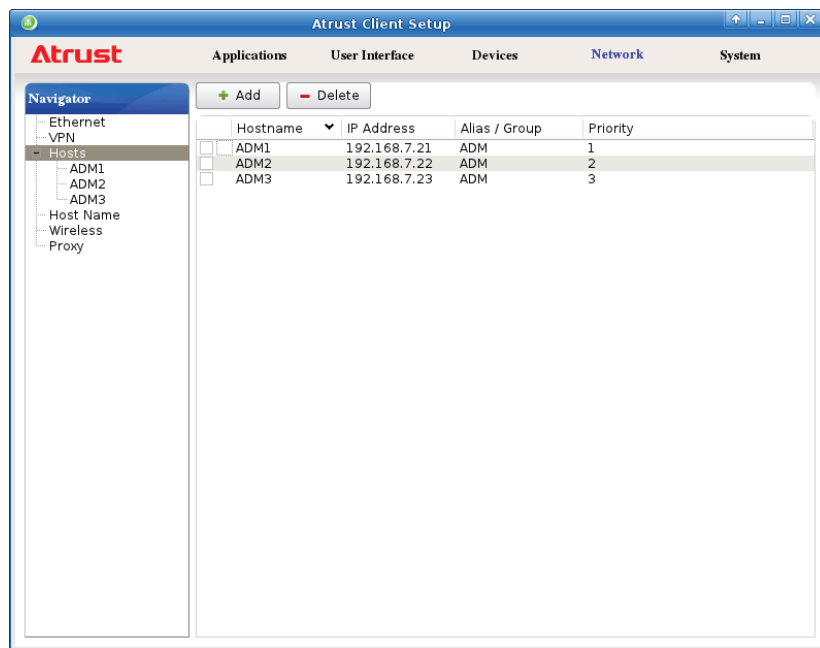 Atrust Client Setup
Atrust Applications User Interface Devices Network System
Navigator
Ethernet
VPN
Hosts
ADM1
ADM2
ADM3
Host Name
Wireless
Proxy
Add Delete
Hostname IP Address Alias / Group Priority
ADM1 192.168.7.21 ADM 1
ADM2 192.168.7.22 ADM 2
ADM3 192.168.7.23 ADM 3